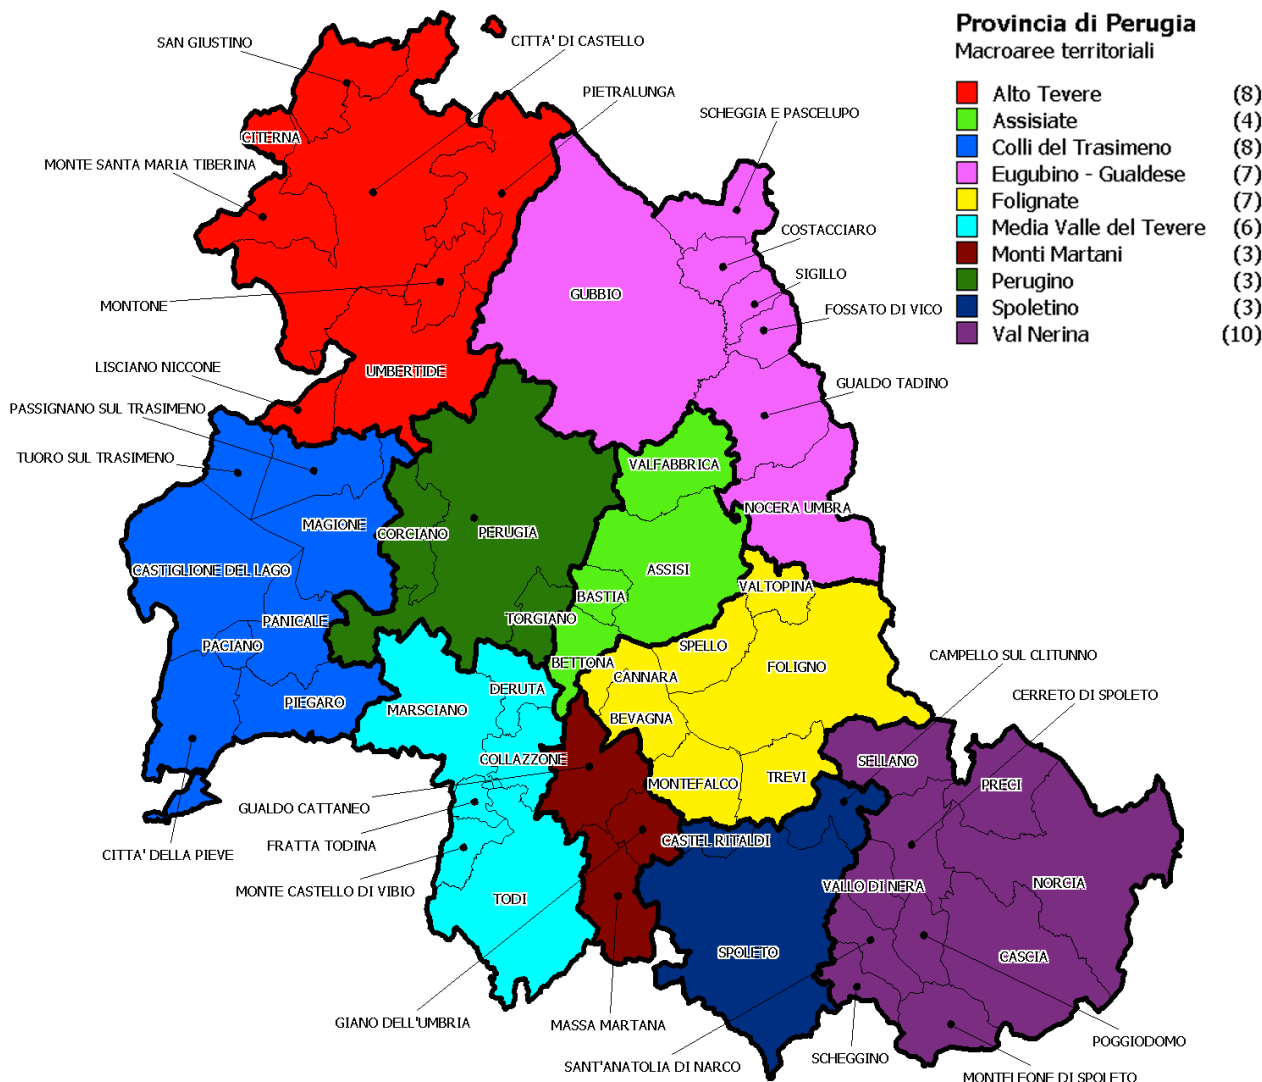 Provincia di Perugia
Macroaree territoriali
Alto Tevere (8)
Assisiate (4)
Colli del Trasimeno (8)
Eugubino - Gualdese (7)
Folignate (7)
Media Valle del Tevere (6)
Monti Martani (3)
Perugino (3)
Spoletino (3)
Val Nerina (10)
SAN GIUSTINO
CITTA' DI CASTELLO
PIETRALUNGA
SCHEGGIA E PASCELUPO
CITERNA
MONTE SANTA MARIA TIBERINA
COSTACCIARO
SIGILLO
GUBBIO
MONTONE
FOSSATO DI VICO
LISCIANO NICCONE
UMBERTIDE
GUALDO TADINO
PASSIGNANO SUL TRASIMENO
TUORO SUL TRASIMENO
VALFABBRICA
NOCERA UMBRA
MAGIONE
CORCIANO
PERUGIA
CASTIGLIONE DEL LAGO
ASSISI
VALTOPINA
BASTIA
PANICALE
TORGIANO
PACIANO
SPELLO
CAMPELLO SUL CLITUNNO
BETTONA
FOLIGNO
CANNARA
DERUTA
CERRETO DI SPOLETO
PIEGARO
MARSCIANO
BEVAGNA
COLLAZZONE
SELLANO
TREVI
MONTEFALCO
PRECI
GUALDO CATTANEO
FRATTA TODINA
CASTEL RITALDI
CITTA' DELLA PIEVE
MONTE CASTELLO DI VIBIO
VALLO DI NERA
NORCIA
TODI
SPOLETO
CASCIA
GIANO DELL'UMBRIA
MASSA MARTANA
POGGIODOMO
SCHEGGINO
SANT'ANATOLIA DI NARCO
MONTELEONE DI SPOLETO